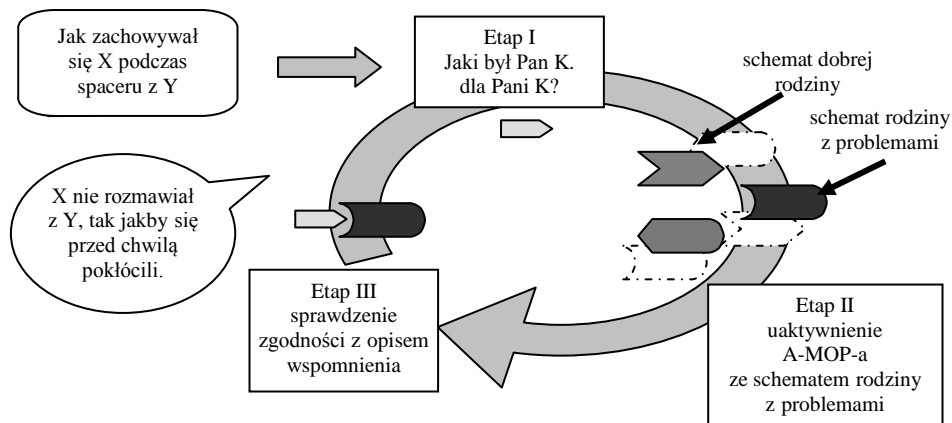 Jak zachowywał
się X podczas
spaceru z Y
Etap I
Jaki był Pan K.
dla Pani K?
schemat dobrej
rodziny
schemat rodziny
z problemami
X nie rozmawiał
z Y, tak jakby się
przed chwilą
pokłócili.
Etap III
sprawdzenie
zgodności z opisem
wspomnienia
Etap II
uaktywnienie
A-MOP-a
ze schematem rodziny
z problemami